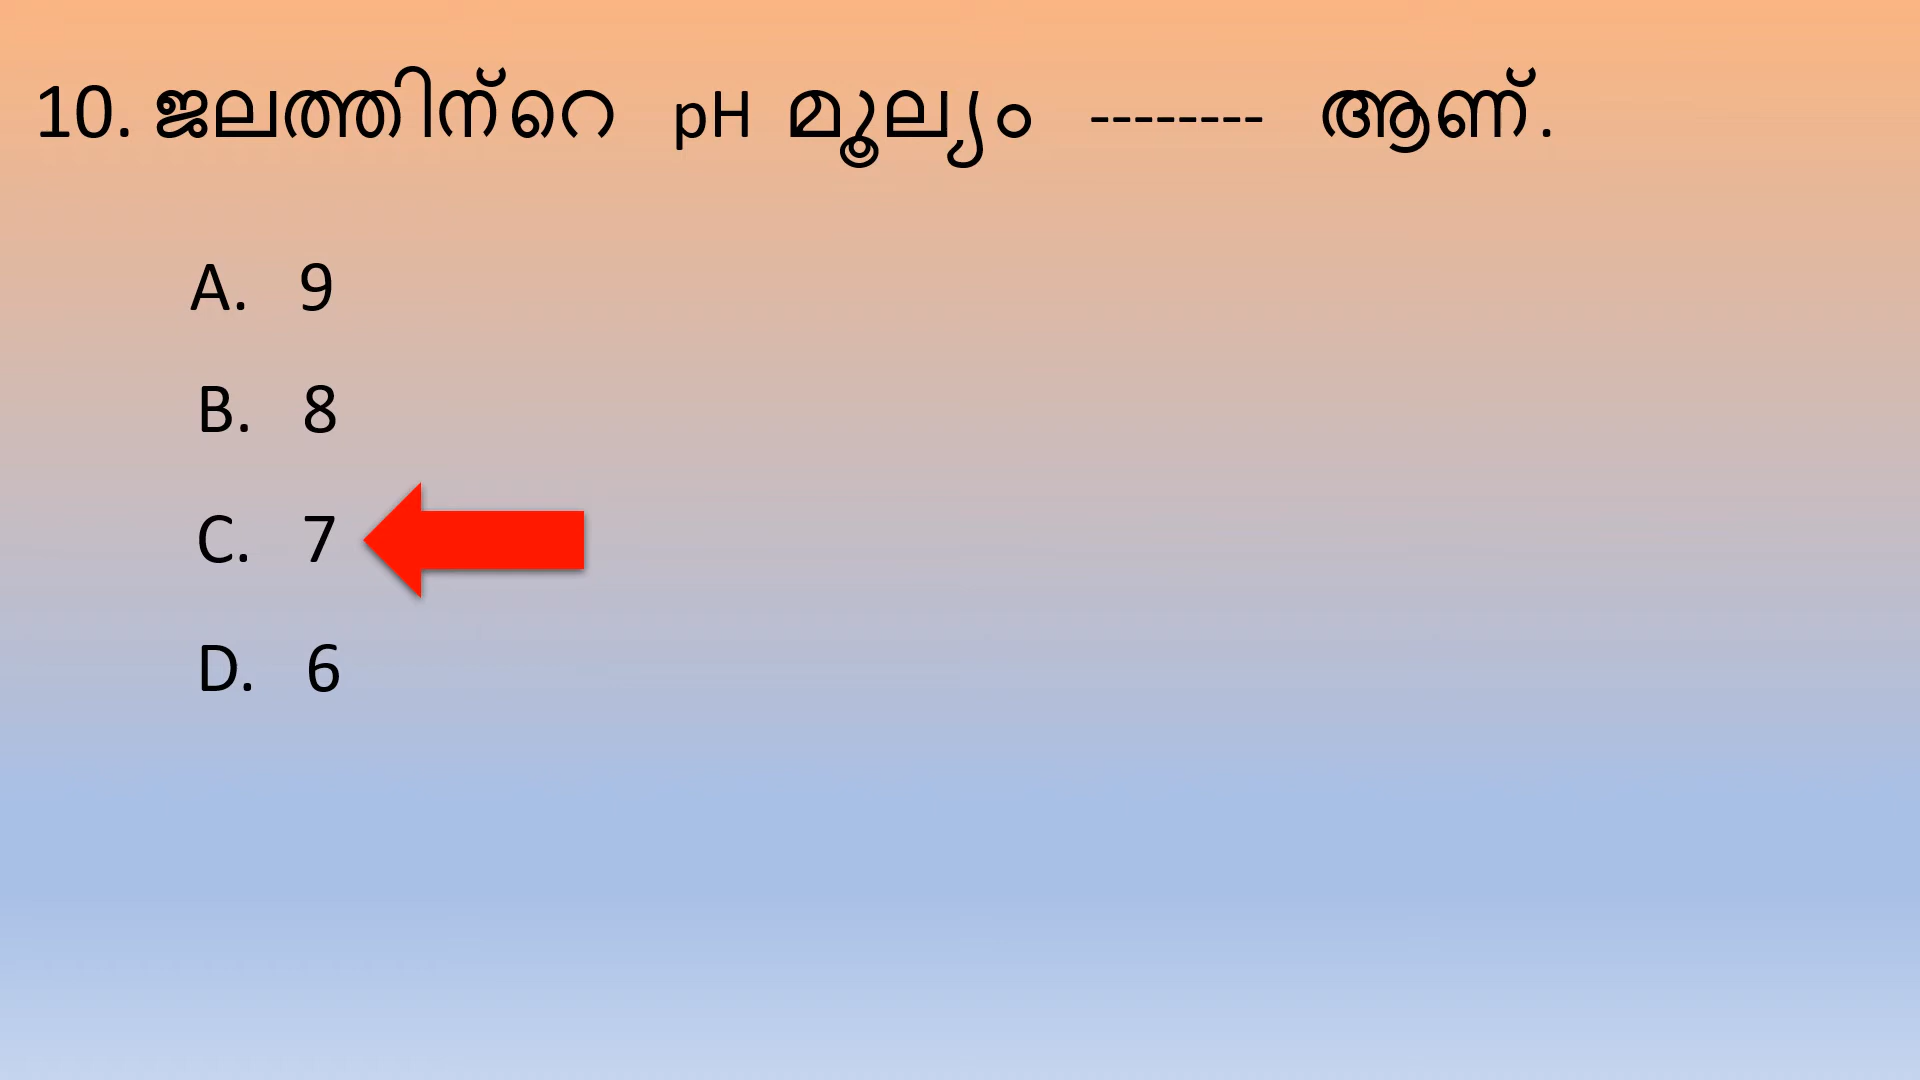 10. ജലത്തിന്റെ pH മൂല്യം -------- ആണ്.
A. 9
B. 8
C. 7
D. 6